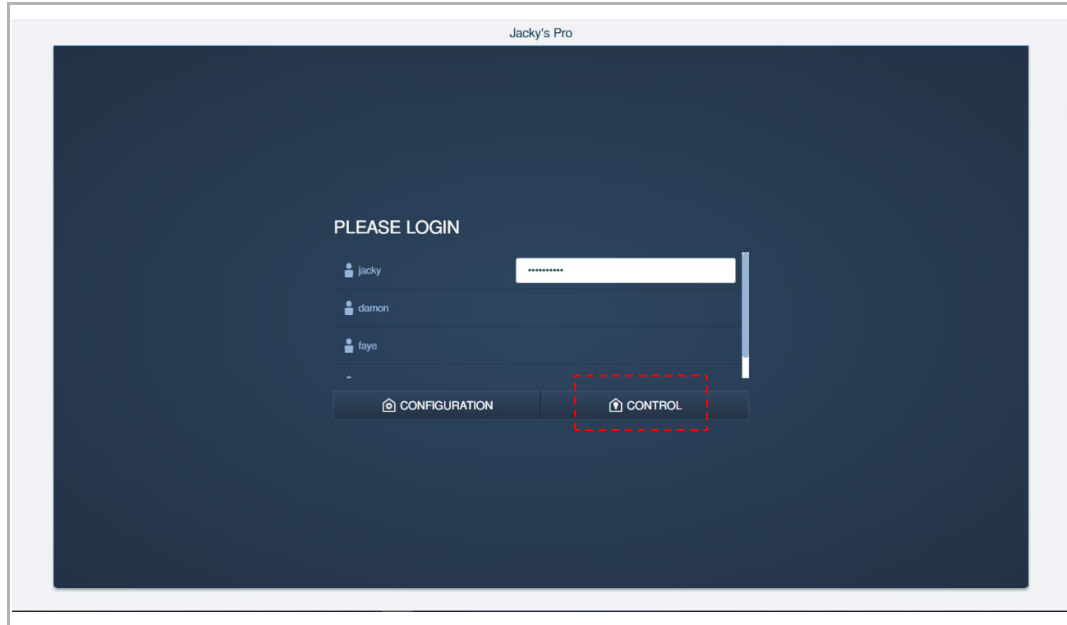 Jacky's Pro
PLEASE LOGIN
jacky
••••••••••
damon
faye
CONFIGURATION
CONTROL